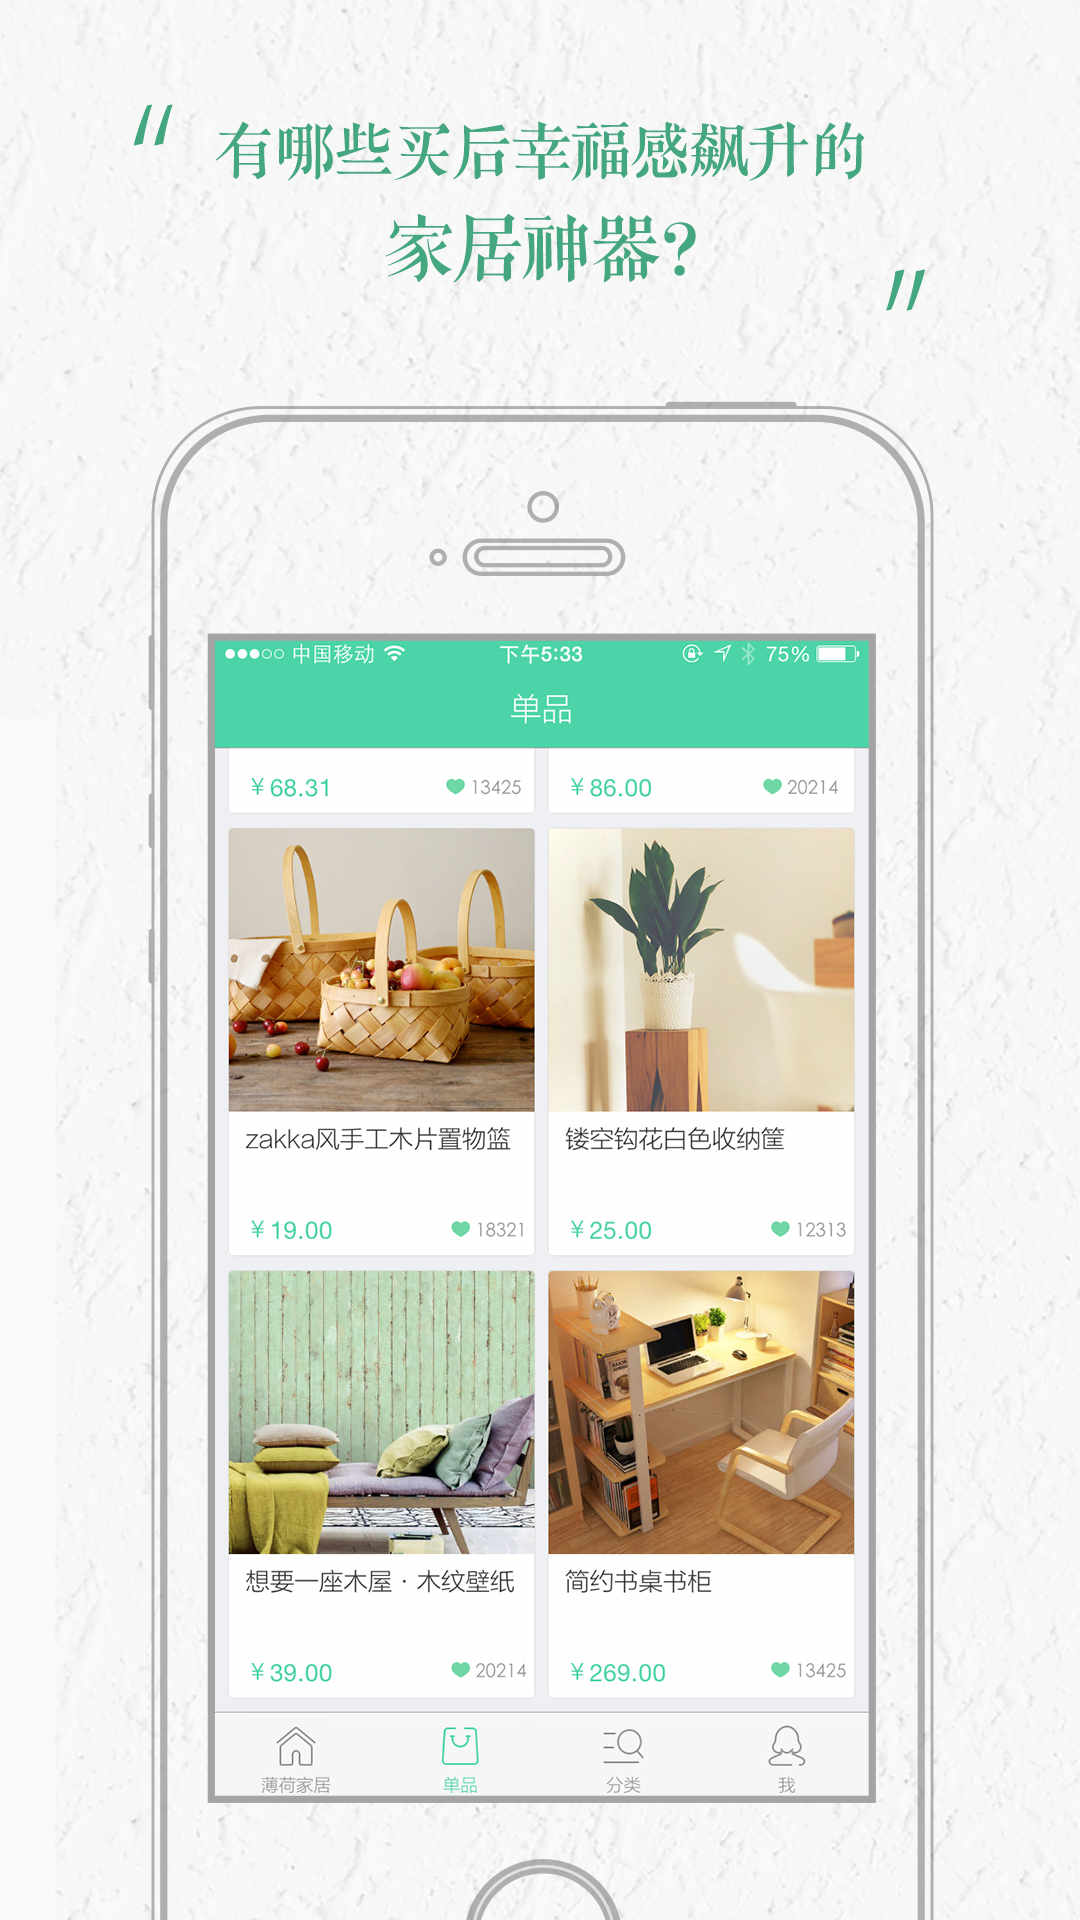 "有哪些买后幸福感飙升的
家居神器?"
中国移动 下午5:33 75%
单品
¥68.31 13425
¥86.00 20214
zakka风手工木片置物篮
¥19.00 18321
镂空钩花白色收纳筐
¥25.00 12313
想要一座木屋·木纹壁纸
¥39.00 20214
简约书桌书柜
¥269.00 13425
薄荷家居 单品 分类 我